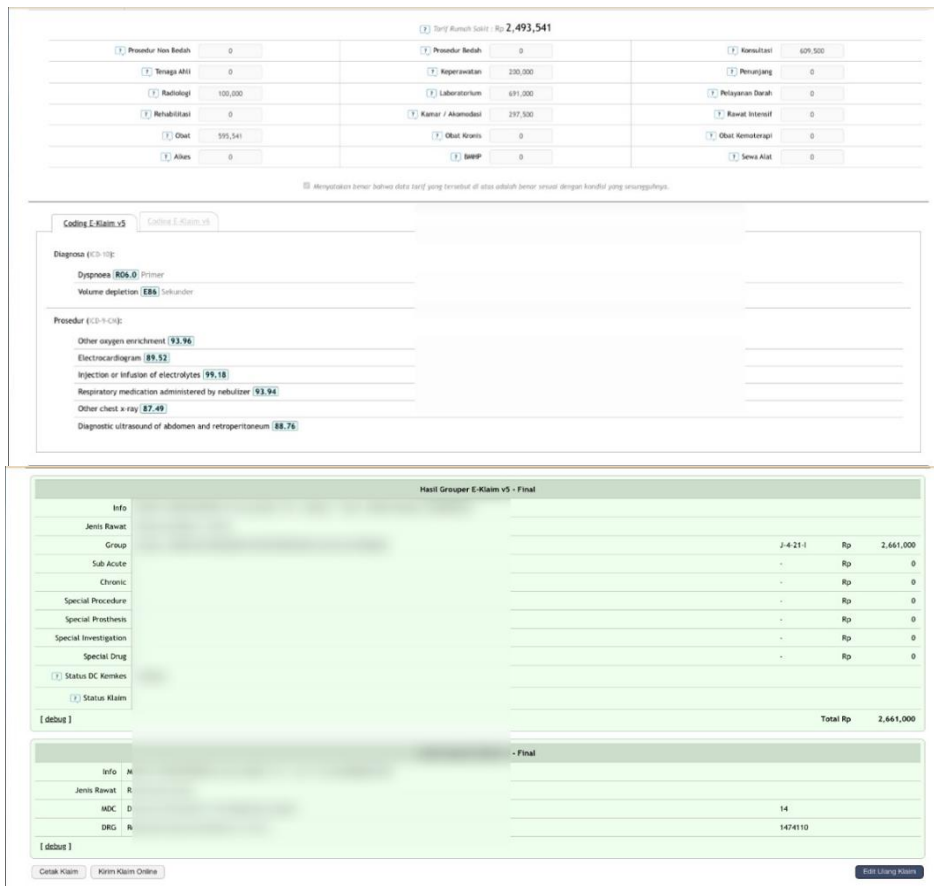 Tarif Rumah Sakit : Rp 2,493,541
Prosedur Non Bedah 0 Prosedur Bedah 0 Konsultasi 609,500
Tenaga Ahli 0 Keperawatan 200,000 Penunjang 0
Radiologi 100,000 Laboratorium 691,000 Pelayanan Darah 0
Rehabilitasi 0 Kamar / Akomodasi 297,500 Rawat Intensif 0
Obat 595,541 Obat Kronis 0 Obat Kemoterapi 0
Alkes 0 BMHP 0 Sewa Alat 0
Menyatakan benar bahwa data tarif yang tersebut di atas adalah benar sesuai dengan kondisi yang sesungguhnya.
Coding E-Klaim v5 Coding E-Klaim v6
Diagnosa (ICD-10):
Dyspnoea R06.0 Primer
Volume depletion E86 Sekunder
Prosedur (ICD-9-CM):
Other oxygen enrichment 93.96
Electrocardiogram 89.52
Injection or infusion of electrolytes 99.18
Respiratory medication administered by nebulizer 93.94
Other chest x-ray 87.49
Diagnostic ultrasound of abdomen and retroperitoneum 88.76
Hasil Grouper E-Klaim v5 - Final
Info
Jenis Rawat
Group J-4-21-I Rp 2,661,000
Sub Acute - Rp 0
Chronic - Rp 0
Special Procedure - Rp 0
Special Prosthesis - Rp 0
Special Investigation - Rp 0
Special Drug - Rp 0
Status DC Kemkes
Status Klaim
[ debug ] Total Rp 2,661,000
- Final
Info M
Jenis Rawat R
MDC D 14
DRG R 1474110
[ debug ]
Cetak Klaim Kirim Klaim Online Edit Ulang Klaim